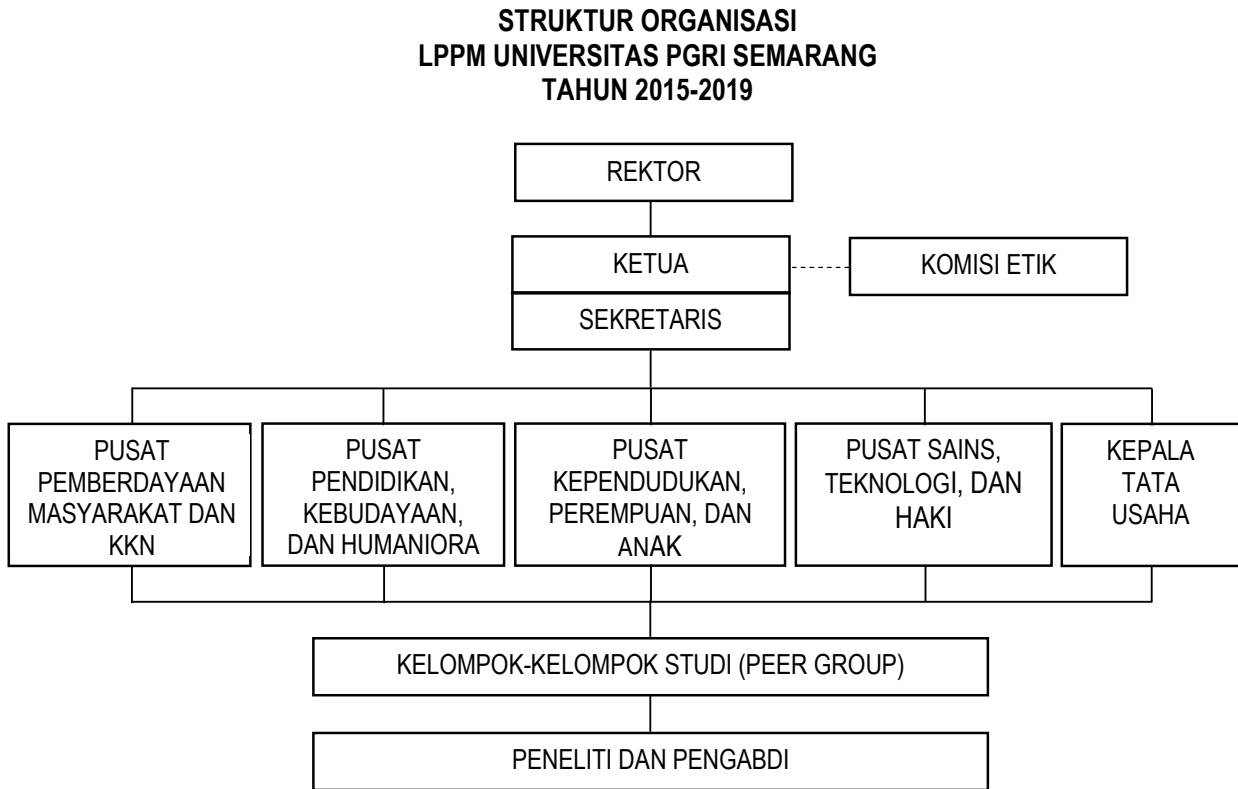 STRUKTUR ORGANISASI
LPPM UNIVERSITAS PGRI SEMARANG
TAHUN 2015-2019
REKTOR
KETUA
KOMISI ETIK
SEKRETARIS
PUSAT
PEMBERDAYAAN
MASYARAKAT DAN
KKN
PUSAT
PENDIDIKAN,
KEBUDAYAAN,
DAN HUMANIORA
PUSAT
KEPENDUDUKAN,
PEREMPUAN, DAN
ANAK
PUSAT SAINS,
TEKNOLOGI, DAN
HAKI
KEPALA
TATA
USAHA
KELOMPOK-KELOMPOK STUDI (PEER GROUP)
PENELITI DAN PENGABDI